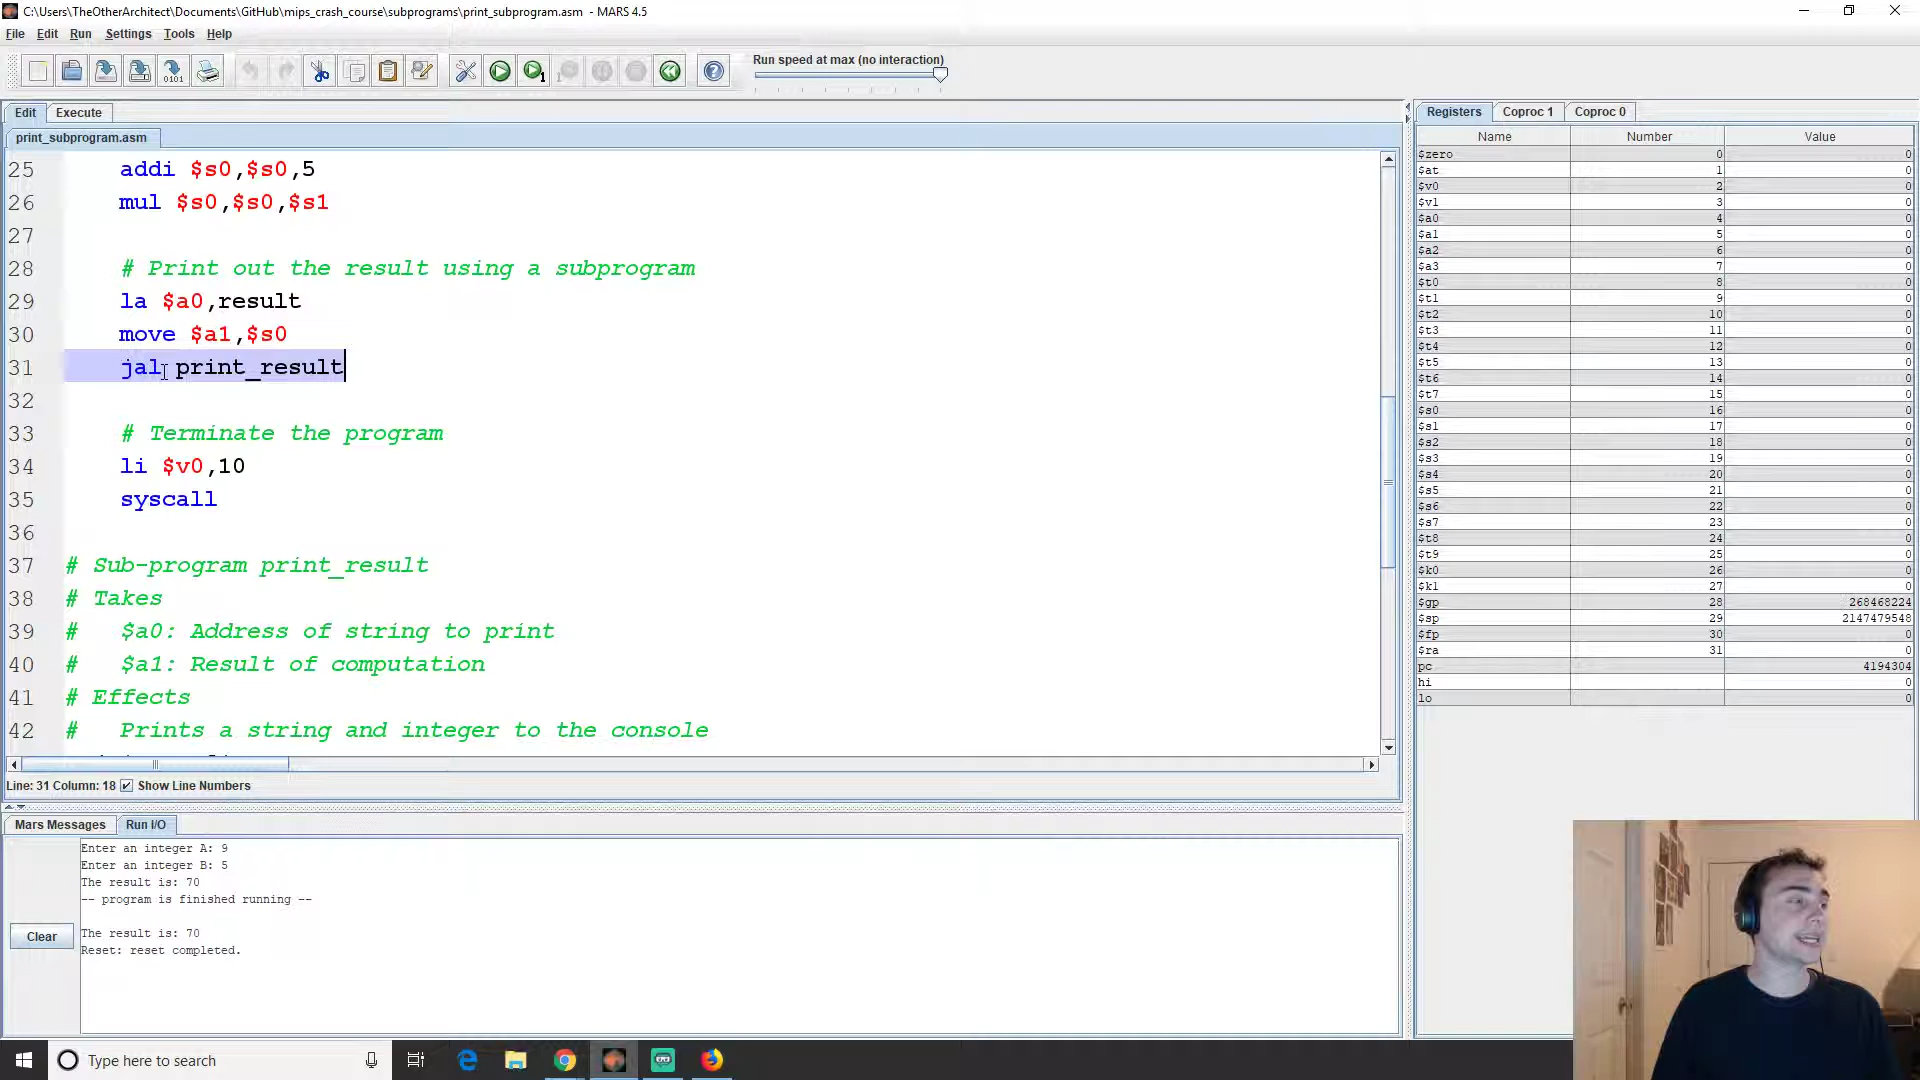 C:\Users\TheOtherArchitect\Documents\GitHub\mips_crash_course\subprograms\print_subprogram.asm - MARS 4.5
File Edit Run Settings Tools Help
Run speed at max (no interaction)
Edit Execute
print_subprogram.asm
25 addi $s0,$s0,5
26 mul $s0,$s0,$s1
27
28 # Print out the result using a subprogram
29 la $a0,result
30 move $a1,$s0
31 jal print_result
32
33 # Terminate the program
34 li $v0,10
35 syscall
36
37 # Sub-program print_result
38 # Takes
39 # $a0: Address of string to print
40 # $a1: Result of computation
41 # Effects
42 # Prints a string and integer to the console
Line: 31 Column: 18 Show Line Numbers
Mars Messages Run I/O
Enter an integer A: 9
Enter an integer B: 5
The result is: 70
-- program is finished running --
The result is: 70
Reset: reset completed.
Clear
Registers Coproc 1 Coproc 0
Name Number Value
$zero 0 0
$at 1 0
$v0 2 0
$v1 3 0
$a0 4 0
$a1 5 0
$a2 6 0
$a3 7 0
$t0 8 0
$t1 9 0
$t2 10 0
$t3 11 0
$t4 12 0
$t5 13 0
$t6 14 0
$t7 15 0
$s0 16 0
$s1 17 0
$s2 18 0
$s3 19 0
$s4 20 0
$s5 21 0
$s6 22 0
$s7 23 0
$t8 24 0
$t9 25 0
$k0 26 0
$k1 27 0
$gp 28 268468224
$sp 29 2147479548
$fp 30 0
$ra 31 0
pc 4194304
hi 0
lo 0
Type here to search